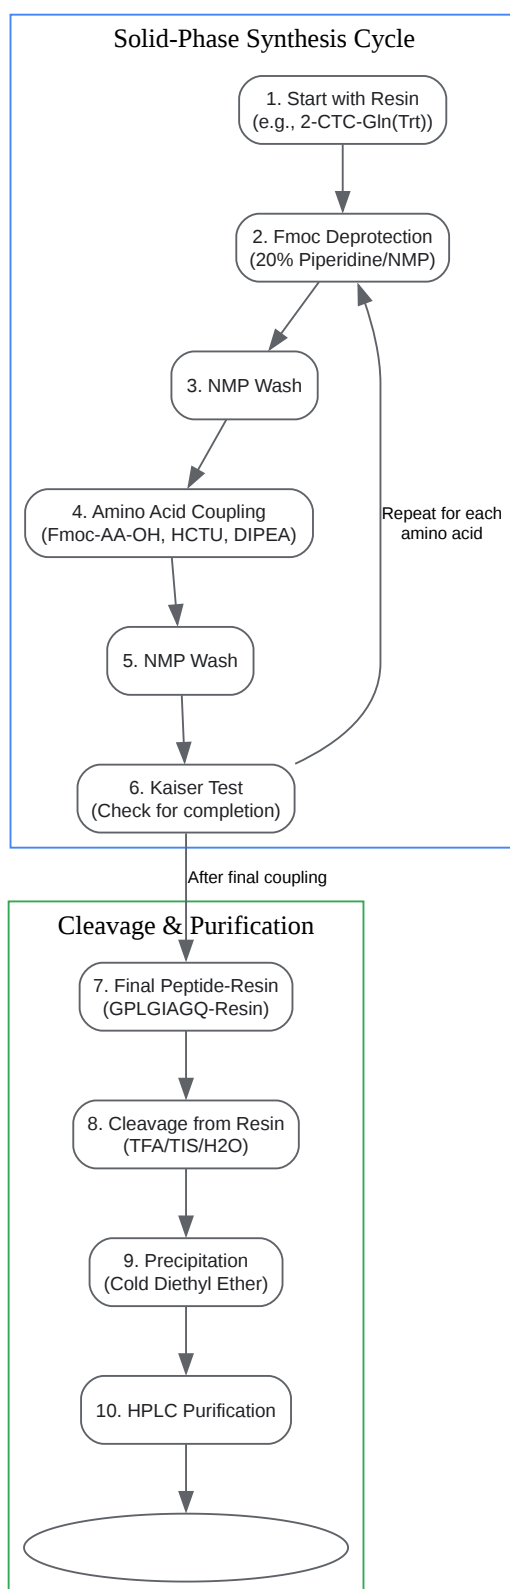 Solid-Phase Synthesis Cycle
1. Start with Resin
(e.g., 2-CTC-Gln(Trt))
2. Fmoc Deprotection
(20% Piperidine/NMP)
3. NMP Wash
4. Amino Acid Coupling
(Fmoc-AA-OH, HCTU, DIPEA)
Repeat for each
amino acid
5. NMP Wash
6. Kaiser Test
(Check for completion)
After final coupling
Cleavage & Purification
7. Final Peptide-Resin
(GPLGIAGQ-Resin)
8. Cleavage from Resin
(TFA/TIS/H2O)
9. Precipitation
(Cold Diethyl Ether)
10. HPLC Purification